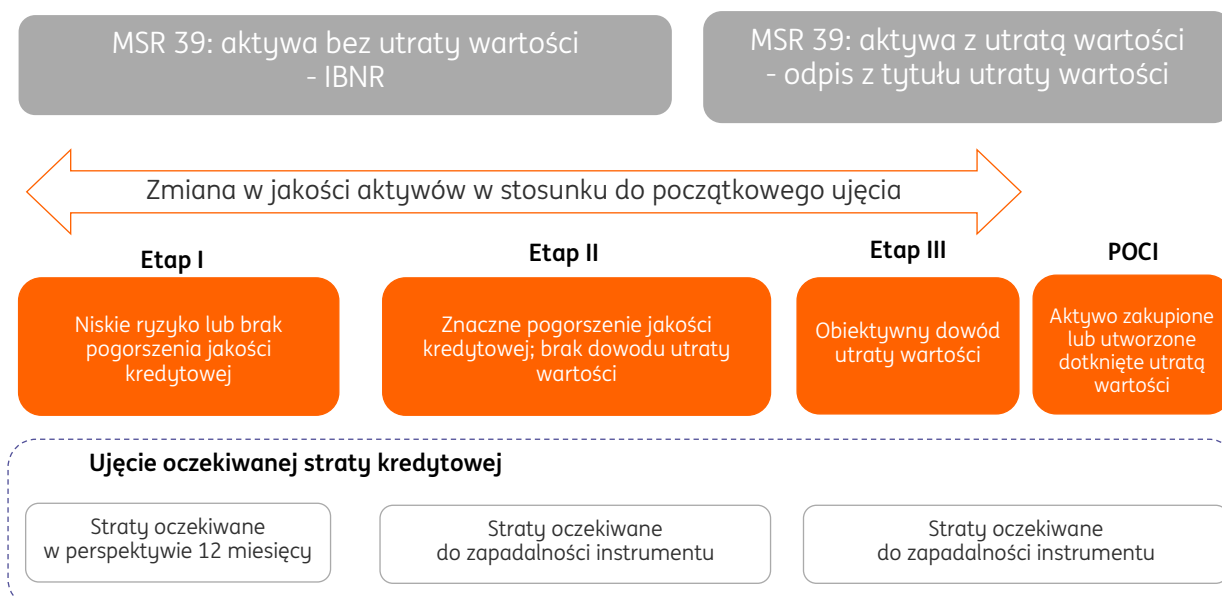 MSR 39: aktywa bez utraty wartości
- IBNR
MSR 39: aktywa z utratą wartości
- odpis z tytułu utraty wartości
Zmiana w jakości aktywów w stosunku do początkowego ujęcia
Etap I
Etap II
Etap III
POCI
Niskie ryzyko lub brak
pogorszenia jakości
kredytowej
Znaczne pogorszenie jakości
kredytowej; brak dowodu utraty
wartości
Obiektywny dowód
utraty wartości
Aktywo zakupione
lub utworzone
dotknięte utratą
wartości
Ujęcie oczekiwanej straty kredytowej
Straty oczekiwane
w perspektywie 12 miesięcy
Straty oczekiwane
do zapadalności instrumentu
Straty oczekiwane
do zapadalności instrumentu